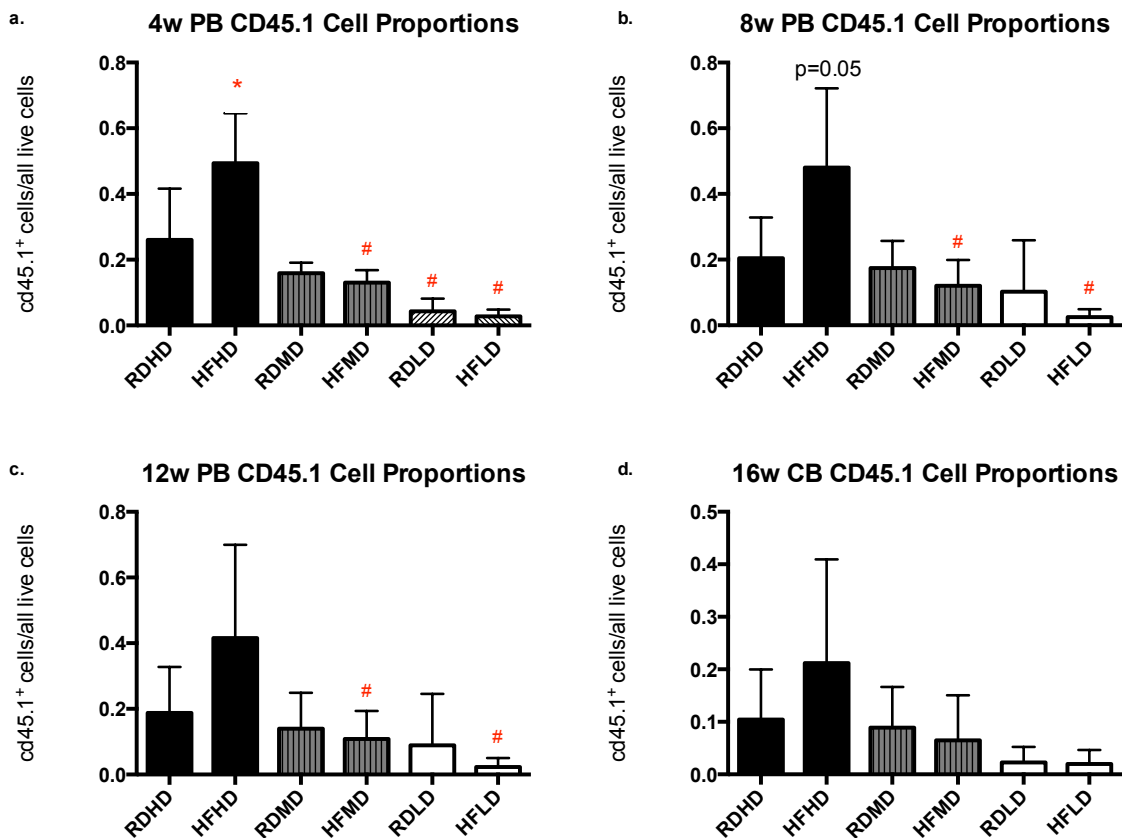 a.
4w PB CD45.1 Cell Proportions
cd45.1+ cells/all live cells
0.8
0.6
0.4
0.2
0.0
*
#
#
#
RDHD
HFHD
RDMD
HFMD
RDLD
HFLD
b.
8w PB CD45.1 Cell Proportions
cd45.1+ cells/all live cells
0.8
0.6
0.4
0.2
0.0
p=0.05
#
#
RDHD
HFHD
RDMD
HFMD
RDLD
HFLD
c.
12w PB CD45.1 Cell Proportions
cd45.1+ cells/all live cells
0.8
0.6
0.4
0.2
0.0
#
#
RDHD
HFHD
RDMD
HFMD
RDLD
HFLD
d.
16w CB CD45.1 Cell Proportions
cd45.1+ cells/all live cells
0.5
0.4
0.3
0.2
0.1
0.0
RDHD
HFHD
RDMD
HFMD
RDLD
HFLD